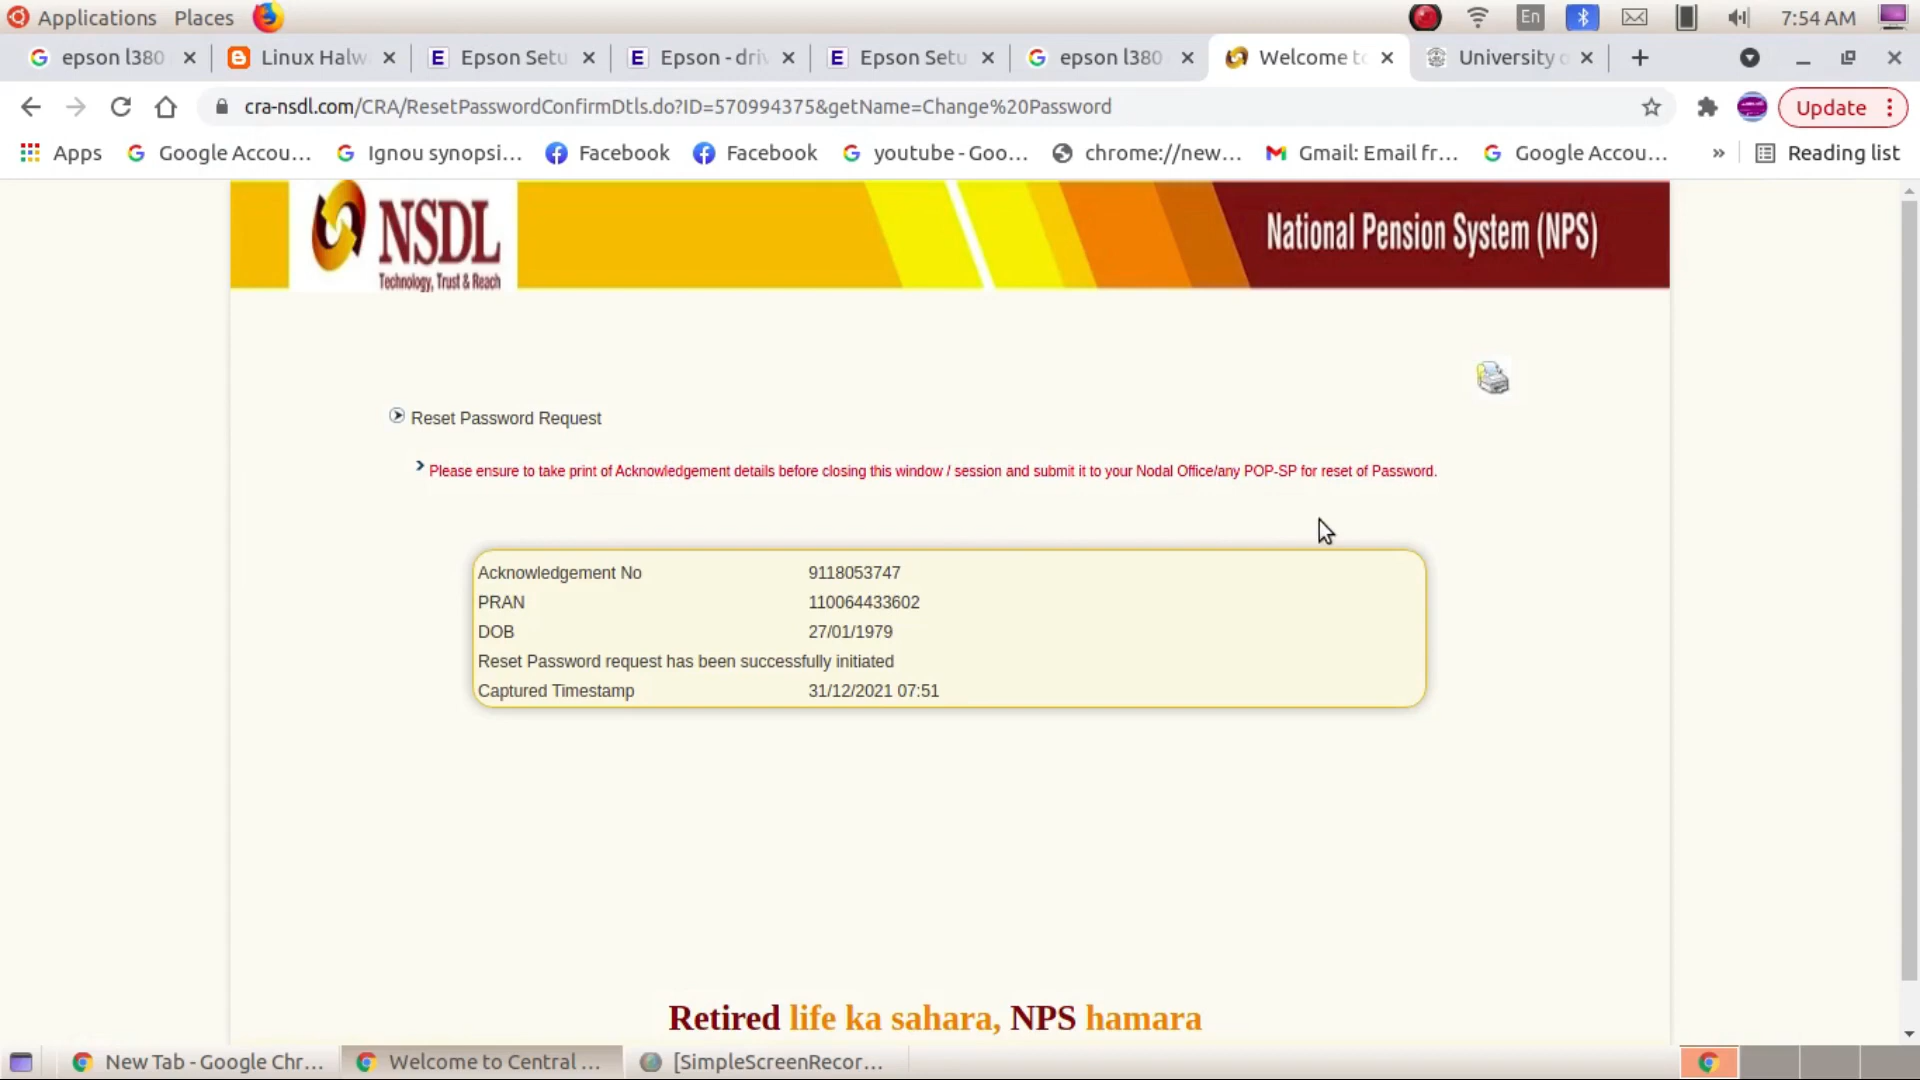 Applications Places En 7:54 AM
epson l380 Linux Halw Epson Setu Epson - driv Epson Setu epson l380 Welcome to University o
cra-nsdl.com/CRA/ResetPasswordConfirmDtls.do?ID=570994375&getName=Change%20Password Update
Apps Google Accou... Ignou synopsi... Facebook Facebook youtube - Goo... chrome://new... Gmail: Email fr... Google Accou... » Reading list
NSDL
Technology, Trust & Reach
National Pension System (NPS)
Reset Password Request
Please ensure to take print of Acknowledgement details before closing this window / session and submit it to your Nodal Office/any POP-SP for reset of Password.
Acknowledgement No 9118053747
PRAN 110064433602
DOB 27/01/1979
Reset Password request has been successfully initiated
Captured Timestamp 31/12/2021 07:51
Retired life ka sahara, NPS hamara
New Tab - Google Chr... Welcome to Central ... [SimpleScreenRecor...